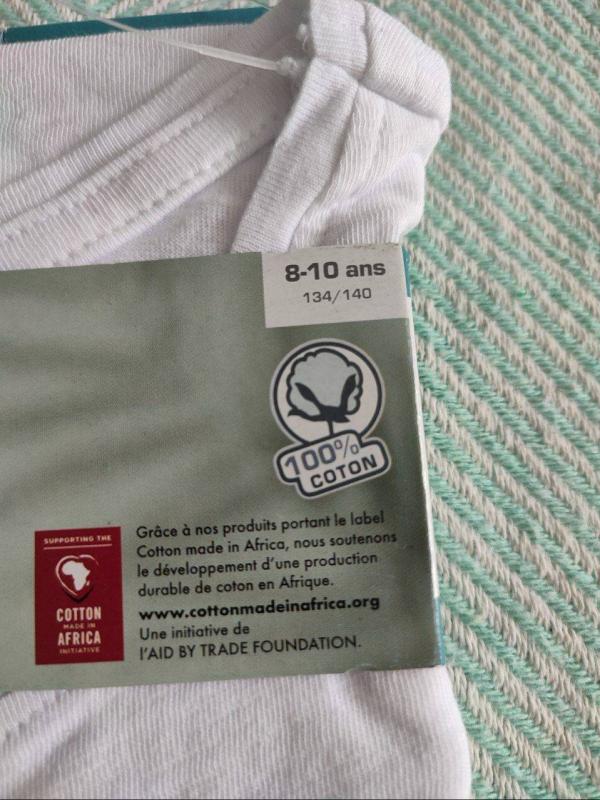 8-10 ans
134/140
100%
COTON
SUPPORTING THE
COTTON
MADE IN
AFRICA
INITIATIVE
Grâce à nos produits portant le label
Cotton made in Africa, nous soutenons
le développement d'une production
durable de coton en Afrique.
www.cottonmadeinafrica.org
Une initiative de
l'AID BY TRADE FOUNDATION.